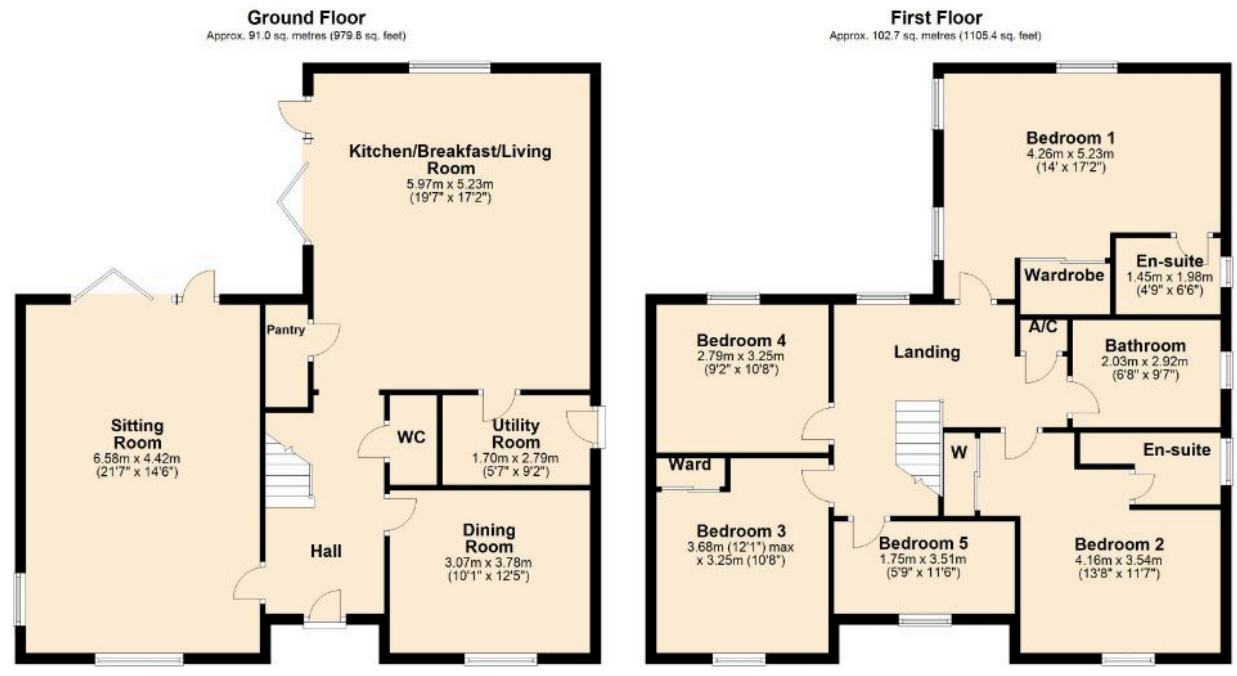 Ground Floor
Approx. 91.0 sq. metres (979.8 sq. feet)
Kitchen/Breakfast/Living
Room
5.97m x 5.23m
(19'7" x 17'2")
Pantry
Sitting
Room
6.58m x 4.42m
(21'7" x 14'6")
WC
Utility
Room
1.70m x 2.79m
(5'7" x 9'2")
Hall
Dining
Room
3.07m x 3.78m
(10'1" x 12'5")
First Floor
Approx. 102.7 sq. metres (1105.4 sq. feet)
Bedroom 1
4.26m x 5.23m
(14' x 17'2")
Wardrobe
En-suite
1.45m x 1.98m
(4'9" x 6'6")
Bedroom 4
2.79m x 3.25m
(9'2" x 10'8")
Landing
A/C
Bathroom
2.03m x 2.92m
(6'8" x 9'7")
Ward
W
En-suite
Bedroom 3
3.68m (12'1") max
x 3.25m (10'8")
Bedroom 5
1.75m x 3.51m
(5'9" x 11'6")
Bedroom 2
4.16m x 3.54m
(13'8" x 11'7")